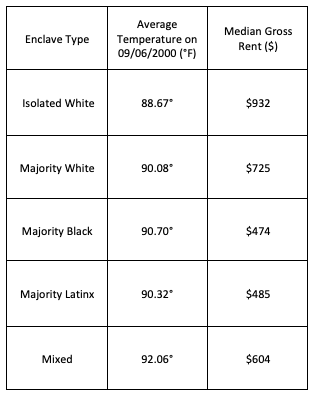 Enclave Type
Average
Temperature on
09/06/2000 (°F)
Median Gross
Rent ($)
Isolated White
88.67°
$932
Majority White
90.08°
$725
Majority Black
90.70°
$474
Majority Latinx
90.32°
$485
Mixed
92.06°
$604